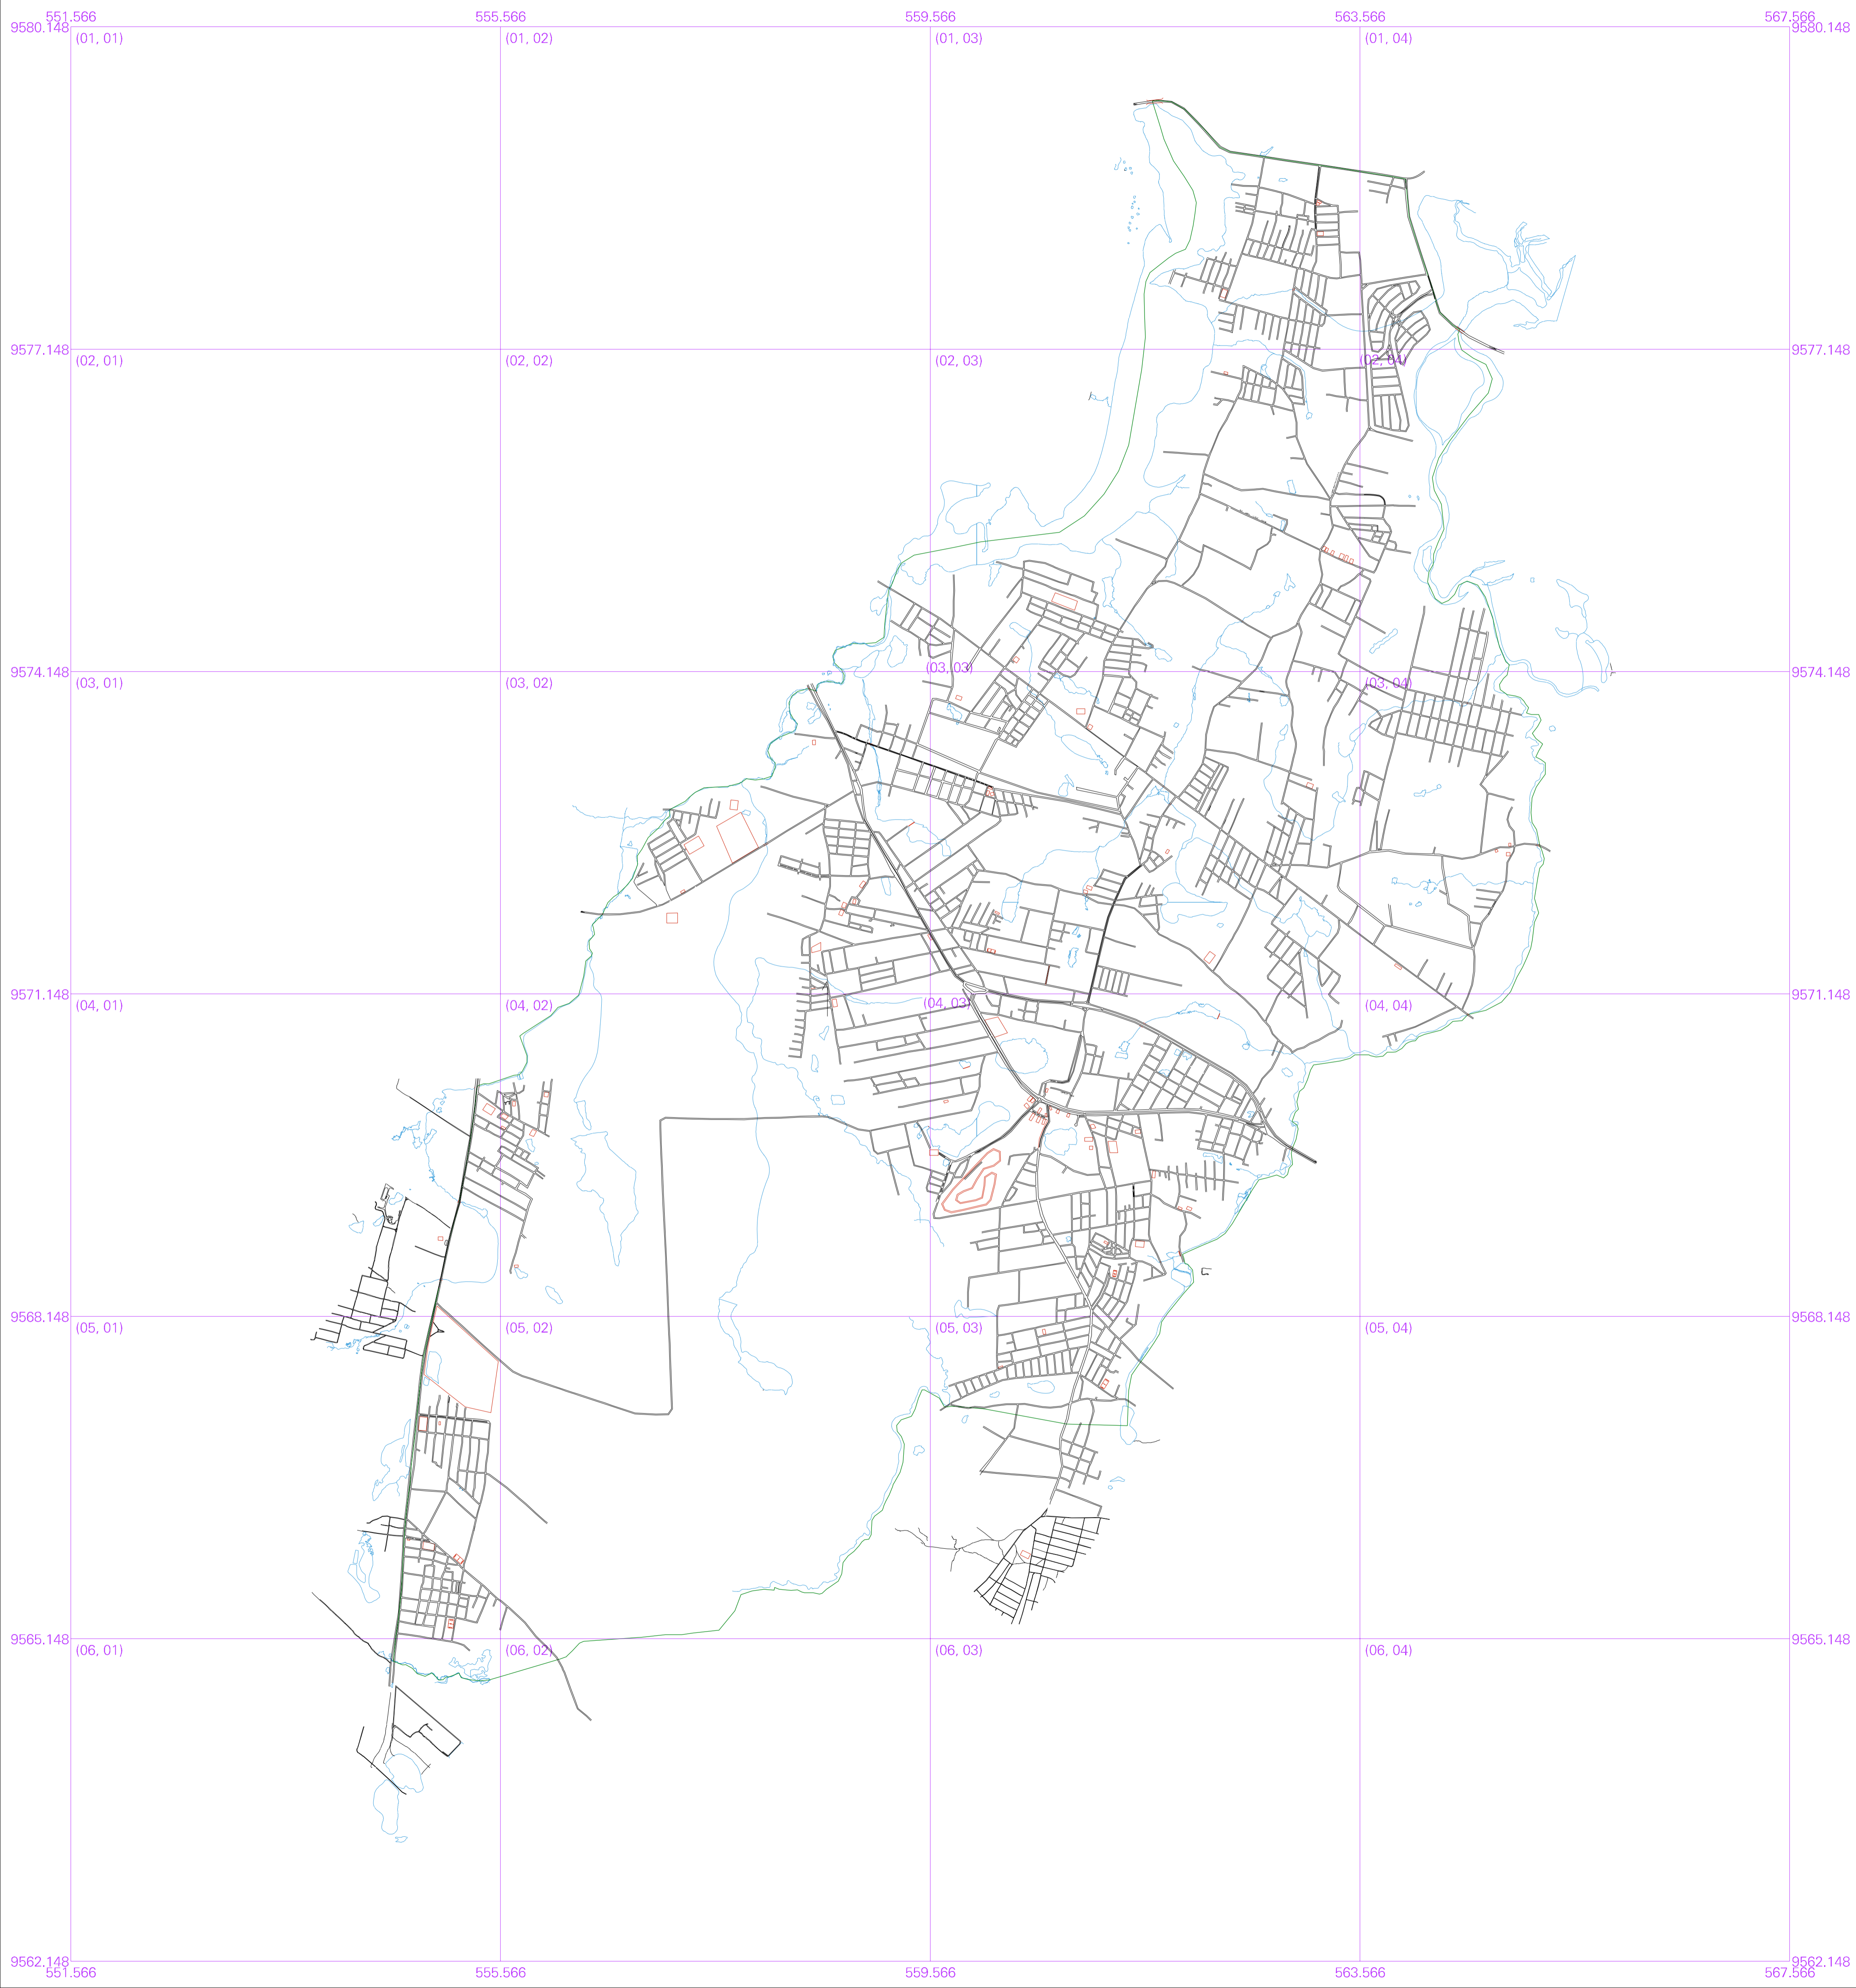 551.566 555.566 559.566 563.566 567.566
9580.148 9580.148
(01, 01) (01, 02) (01, 03) (01, 04)
9577.148 9577.148
(02, 01) (02, 02) (02, 03) (02, 04)
9574.148 (03, 03) 9574.148
(03, 01) (03, 02) (03, 04)
9571.148 9571.148
(04, 01) (04, 02) (04, 03) (04, 04)
9568.148 9568.148
(05, 01) (05, 02) (05, 03) (05, 04)
9565.148 9565.148
(06, 01) (06, 02) (06, 03) (06, 04)
9562.148 9562.148
551.566 555.566 559.566 563.566 567.566